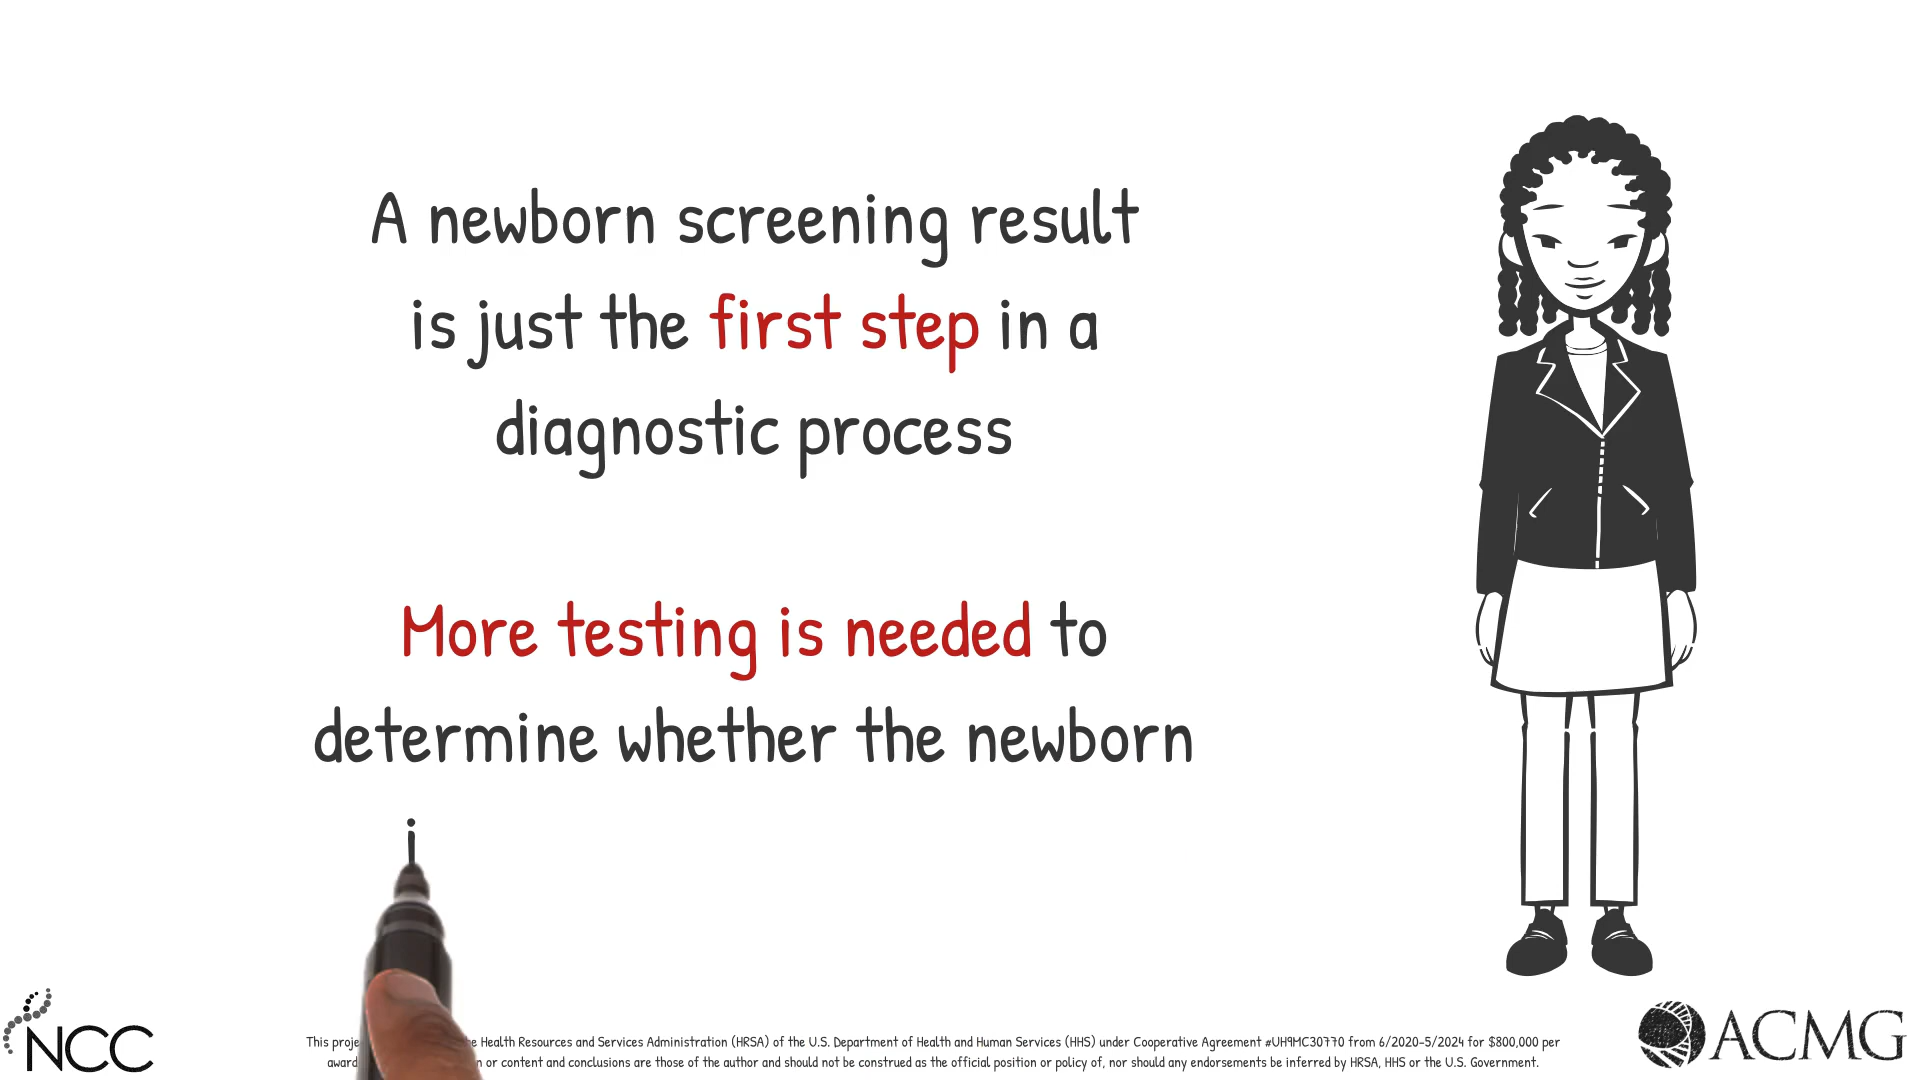 A newborn screening result
is just the first step in a
diagnostic process
More testing is needed to
determine whether the newborn
i
NCC
This proje e Health Resources and Services Administration (HRSA) of the U.S. Department of Health and Human Services (HHS) under Cooperative Agreement #UH9MC30770 from 6/2020-5/2024 for $800,000 per
award n or content and conclusions are those of the author and should not be construed as the official position or policy of, nor should any endorsements be inferred by HRSA, HHS or the U.S. Government.
ACMG